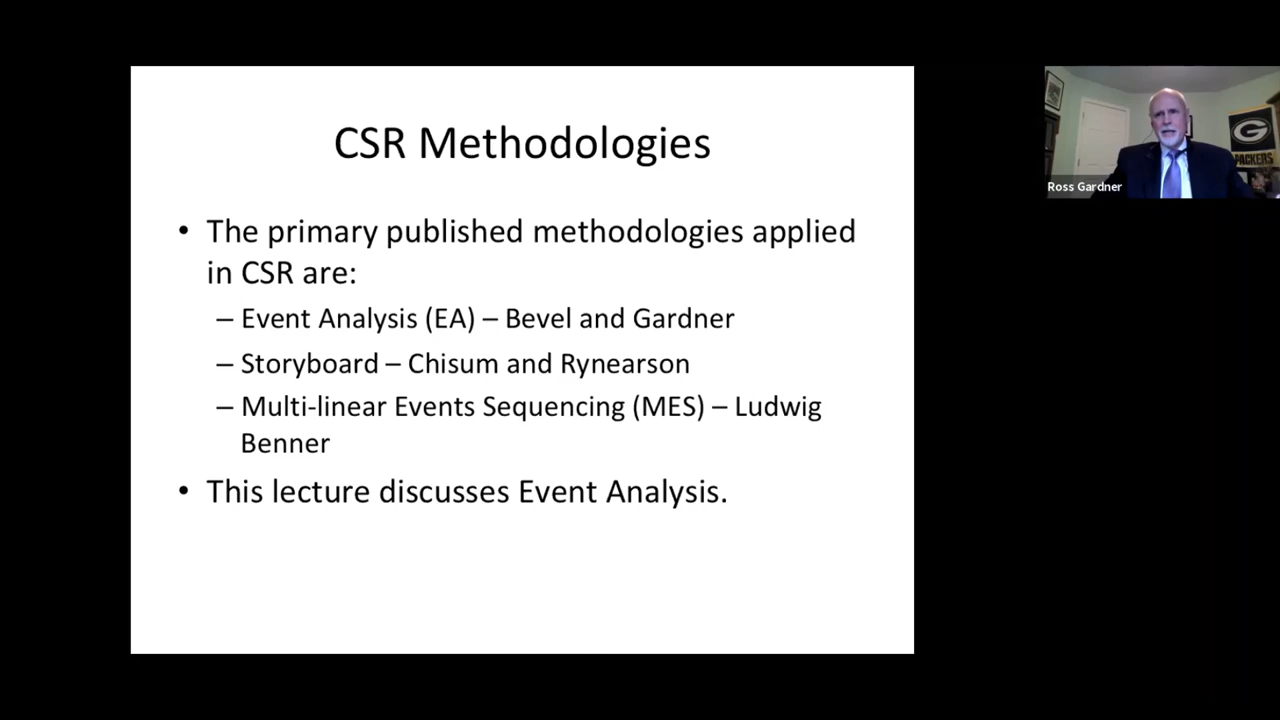 CSR Methodologies
• The primary published methodologies applied
in CSR are:
– Event Analysis (EA) – Bevel and Gardner
– Storyboard – Chisum and Rynearson
– Multi-linear Events Sequencing (MES) – Ludwig
Benner
• This lecture discusses Event Analysis.
Ross Gardner
G
PACKERS